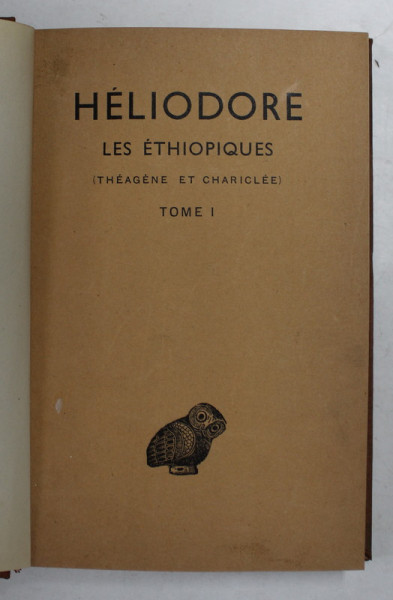 HÉLIODORE
LES ÉTHIOPIQUES
(THÉAGÈNE ET CHARICLÉE)
TOME I